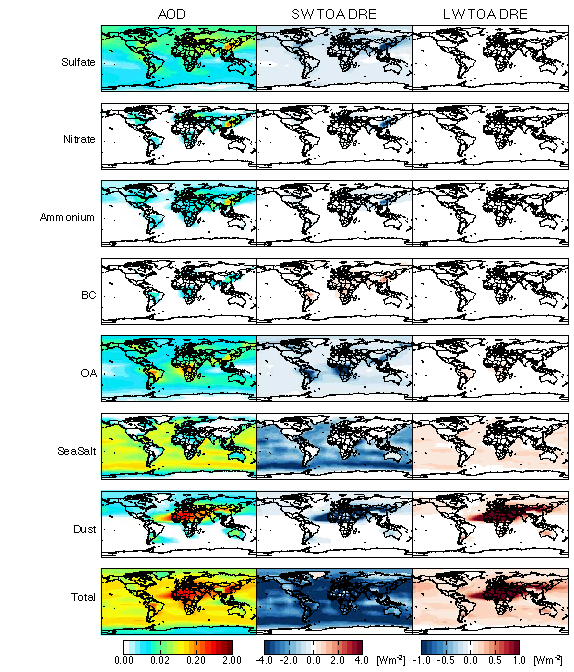 AOD SW TOA DRE LW TOA DRE
Sulfate
Nitrate
Ammonium
BC
OA
SeaSalt
Dust
Total
0.00 0.02 0.20 2.00 -4.0 -2.0 0.0 2.0 4.0 [Wm⁻²] -1.0 -0.5 0.0 0.5 1.0 [Wm⁻²]